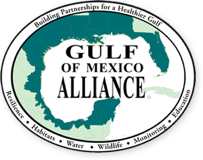 Building Partnerships for a Healthier Gulf
GULF
OF MEXICO
ALLIANCE
Resilience • Habitats • Water • Wildlife • Monitoring • Education